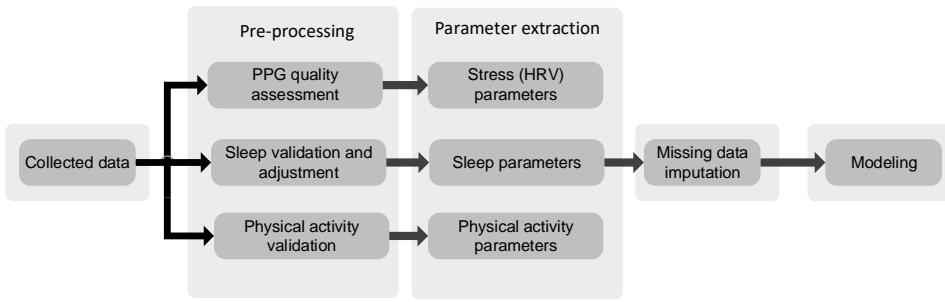 Pre-processing
Parameter extraction
PPG quality
assessment
Stress (HRV)
parameters
Collected data
Sleep validation and
adjustment
Sleep parameters
Missing data
imputation
Modeling
Physical activity
validation
Physical activity
parameters